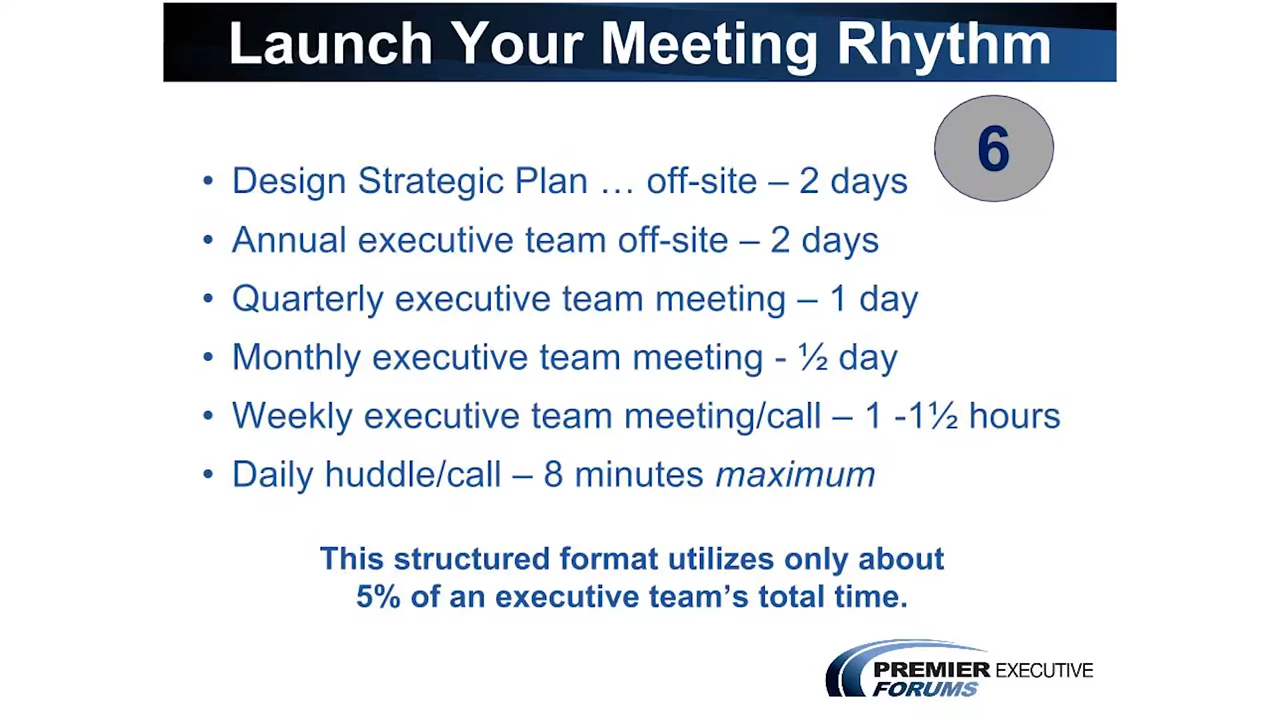 Launch Your Meeting Rhythm
6
• Design Strategic Plan … off-site – 2 days
• Annual executive team off-site – 2 days
• Quarterly executive team meeting – 1 day
• Monthly executive team meeting - ½ day
• Weekly executive team meeting/call – 1 -1½ hours
• Daily huddle/call – 8 minutes maximum
This structured format utilizes only about
5% of an executive team’s total time.
PREMIER EXECUTIVE
FORUMS